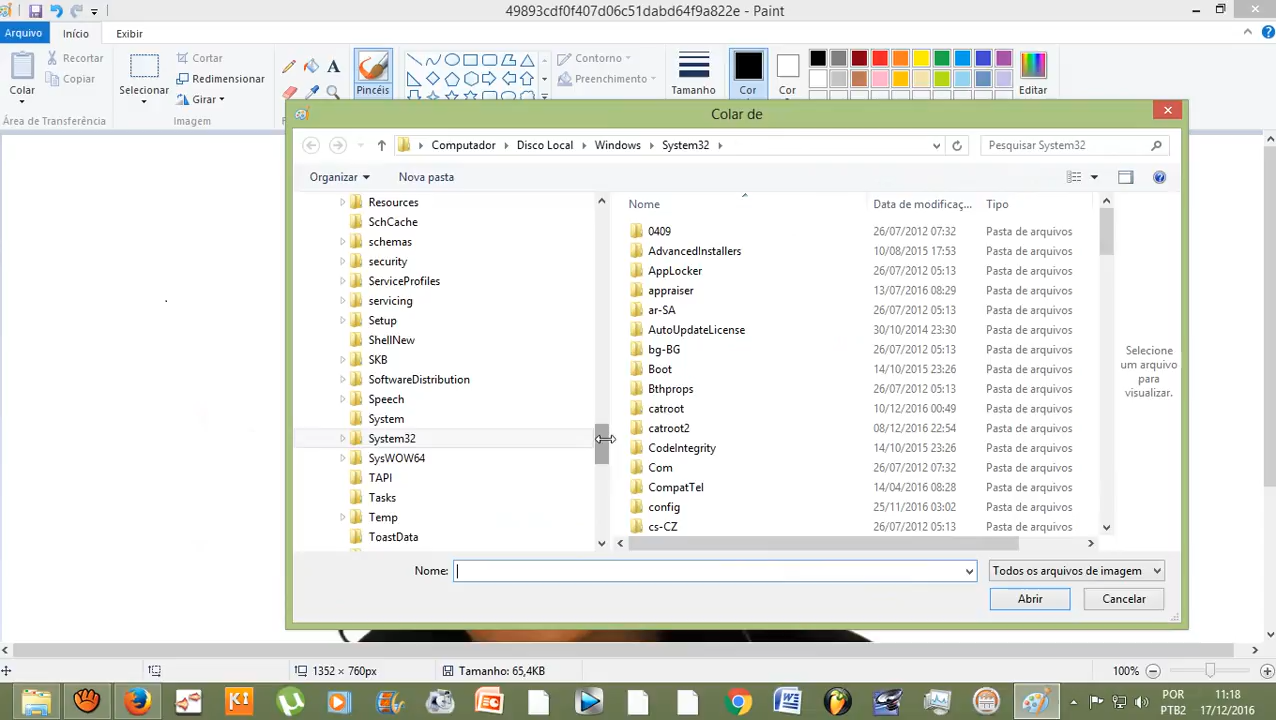 49893cdf0f407d06c51dabd64f9a822e - Paint
Arquivo Início Exibir
Colar
Recortar
Copiar
Área de Transferência
Selecionar
Cortar
Redimensionar
Girar
Imagem
A
Pincéis
Contorno
Preenchimento
Tamanho
Cor
Cor
Editar
Colar de
Computador Disco Local Windows System32
Pesquisar System32
Organizar Nova pasta
Resources
SchCache
schemas
security
ServiceProfiles
servicing
Setup
ShellNew
SKB
SoftwareDistribution
Speech
System
System32
SysWOW64
TAPI
Tasks
Temp
ToastData
Nome Data de modificaç... Tipo
0409 26/07/2012 07:32 Pasta de arquivos
AdvancedInstallers 10/08/2015 17:53 Pasta de arquivos
AppLocker 26/07/2012 05:13 Pasta de arquivos
appraiser 13/07/2016 08:29 Pasta de arquivos
ar-SA 26/07/2012 05:13 Pasta de arquivos
AutoUpdateLicense 30/10/2014 23:30 Pasta de arquivos
bg-BG 26/07/2012 05:13 Pasta de arquivos
Boot 14/10/2015 23:26 Pasta de arquivos
Bthprops 26/07/2012 05:13 Pasta de arquivos
catroot 10/12/2016 00:49 Pasta de arquivos
catroot2 08/12/2016 22:54 Pasta de arquivos
CodeIntegrity 14/10/2015 23:26 Pasta de arquivos
Com 26/07/2012 07:32 Pasta de arquivos
CompatTel 14/04/2016 08:28 Pasta de arquivos
config 25/11/2016 03:02 Pasta de arquivos
cs-CZ 26/07/2012 05:13 Pasta de arquivos
Selecione
um arquivo
para
visualizar.
Nome: Todos os arquivos de imagem
Abrir Cancelar
1352 × 760px Tamanho: 65,4KB 100%
POR 11:18
PTB2 17/12/2016